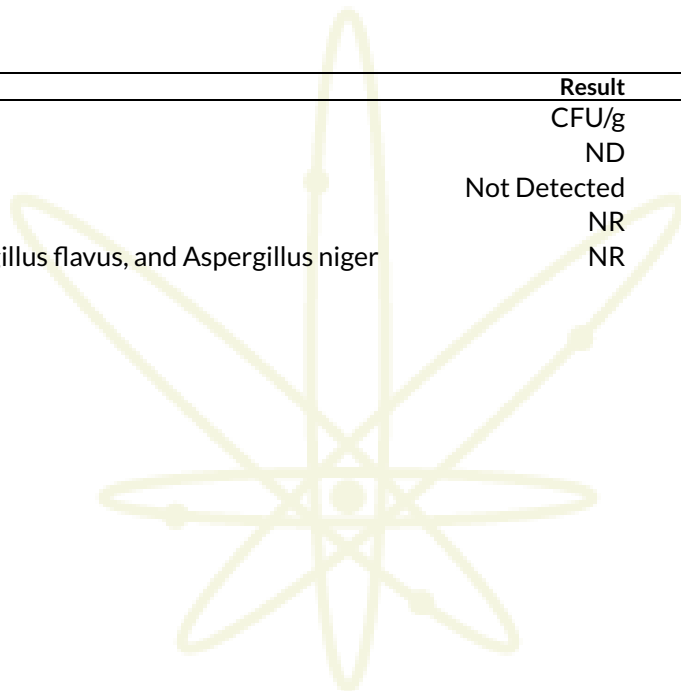 Result
CFU/g
ND
Not Detected
NR
illus flavus, and Aspergillus niger NR